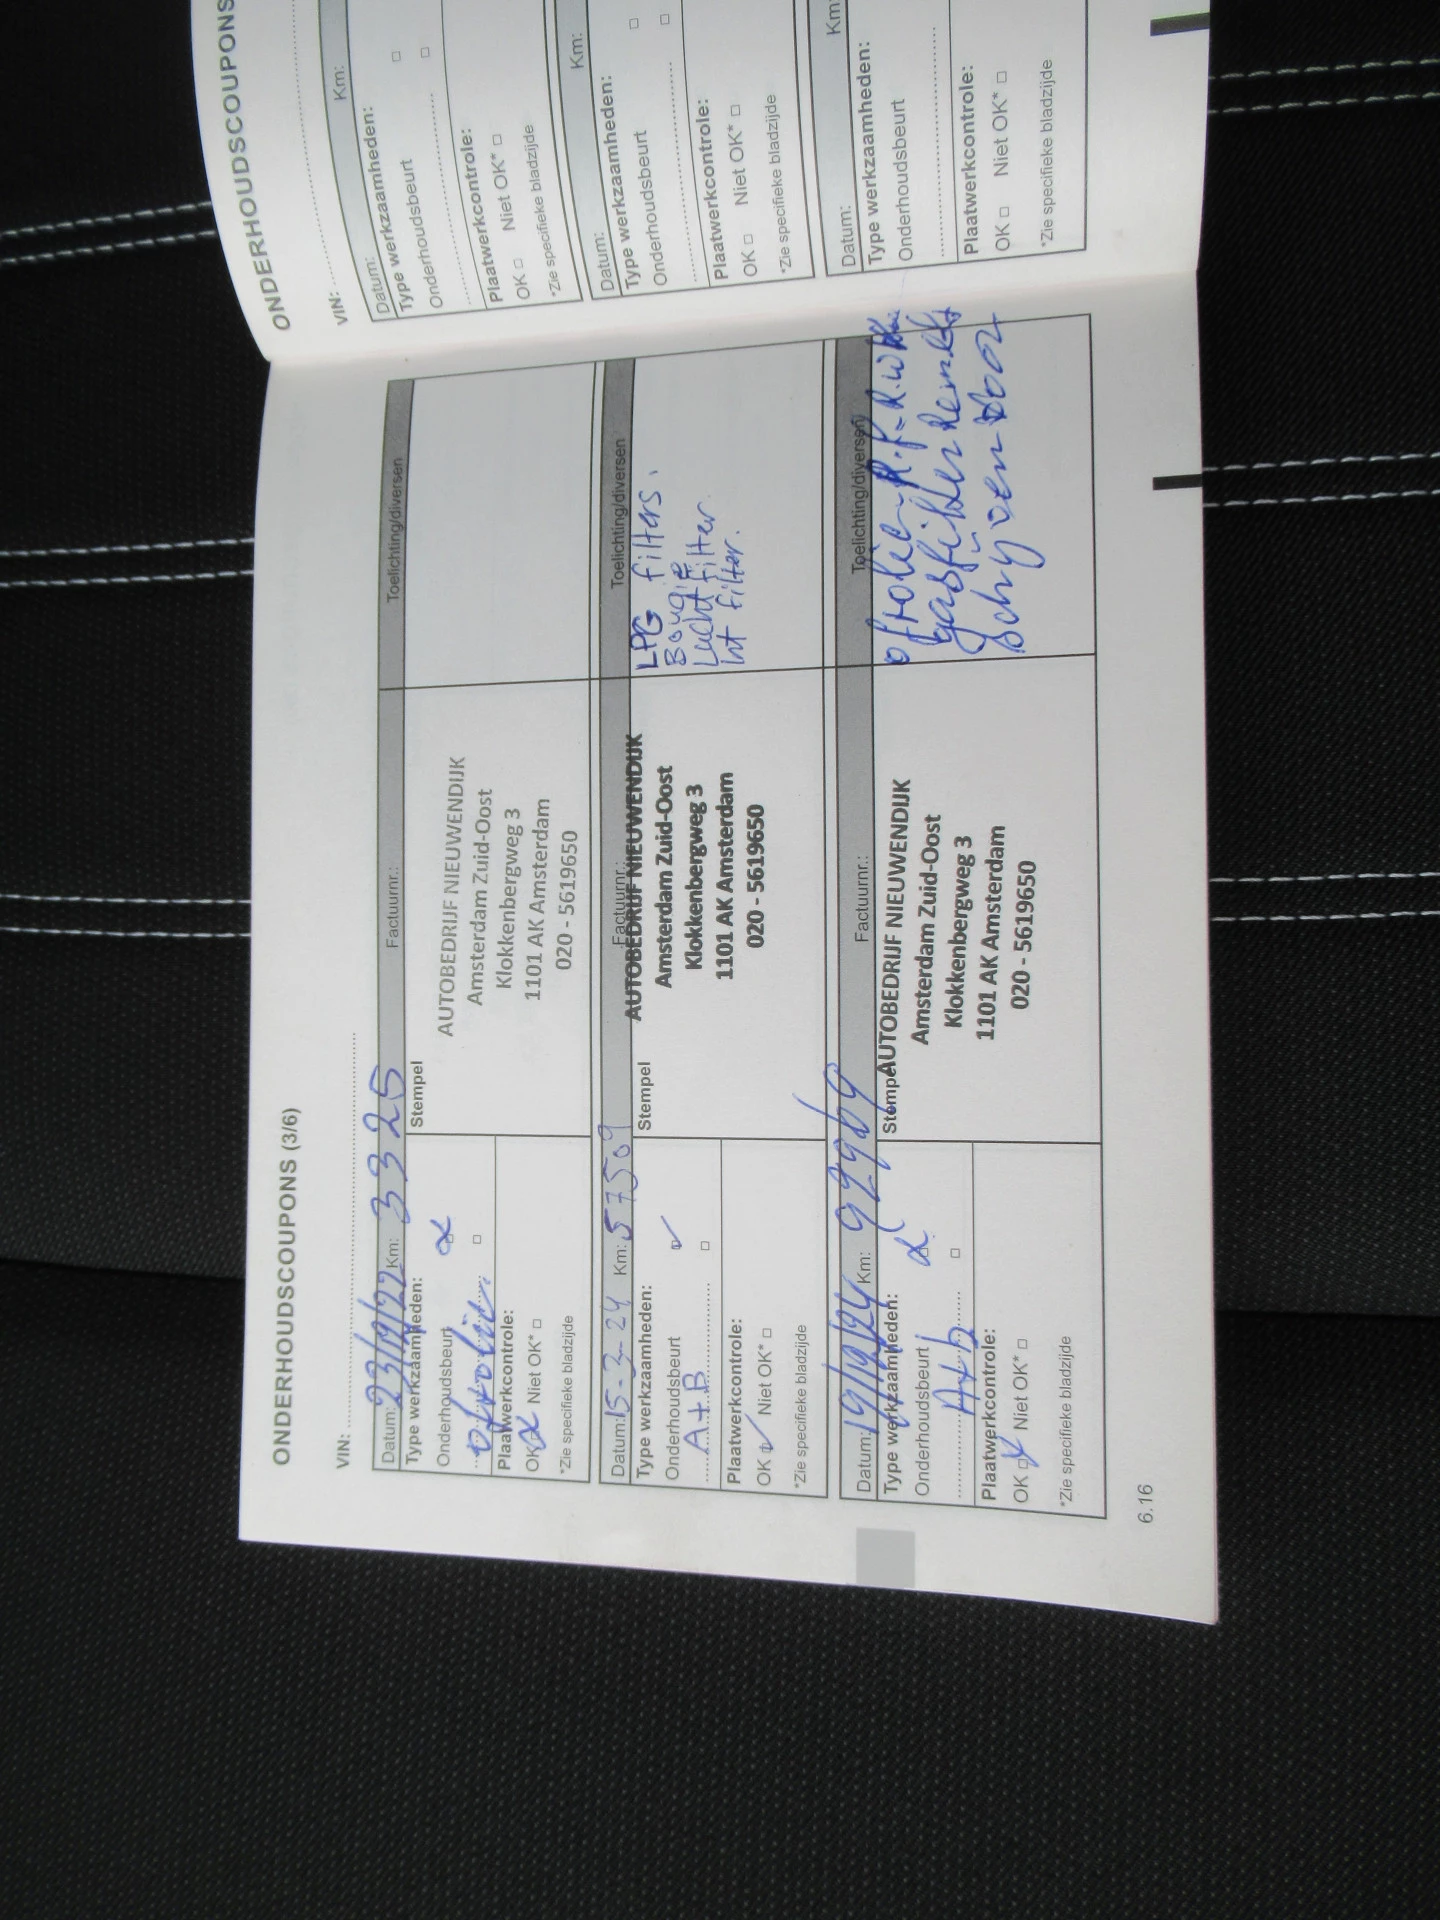 ONDERHOUDSCOUPONS (3/6)
VIN:
Datum: Km: 3325 Factuurnr.: Toelichting/diversen
Type werkzaamheden:
Onderhoudsbeurt
Plaatwerkcontrole:
OK Niet OK*
*Zie specifieke bladzijde
Stempel
AUTOBEDRIJF NIEUWENDIJK
Amsterdam Zuid-Oost
Klokkenbergweg 3
1101 AK Amsterdam
020 - 5619650
Datum: 15-3-24 Km: 57509 Factuurnr.: Toelichting/diversen
Type werkzaamheden:
Onderhoudsbeurt
A+B
Plaatwerkcontrole:
OK Niet OK*
*Zie specifieke bladzijde
Stempel
AUTOBEDRIJF NIEUWENDIJK
Amsterdam Zuid-Oost
Klokkenbergweg 3
1101 AK Amsterdam
020 - 5619650
LPG filters.
Bougie
Lucht filter
Int filter.
Datum: 19/12/24 Km: Factuurnr.: Toelichting/diversen
Type werkzaamheden:
Onderhoudsbeurt
A+b
Plaatwerkcontrole:
OK Niet OK*
*Zie specifieke bladzijde
Stempel
AUTOBEDRIJF NIEUWENDIJK
Amsterdam Zuid-Oost
Klokkenbergweg 3
1101 AK Amsterdam
020 - 5619650
gasfilter
6.16
ONDERHOUDSCOUPONS
VIN:
Datum: Km:
Type werkzaamheden:
Onderhoudsbeurt
Plaatwerkcontrole:
OK Niet OK*
*Zie specifieke bladzijde
Datum: Km:
Type werkzaamheden:
Onderhoudsbeurt
Plaatwerkcontrole:
OK Niet OK*
*Zie specifieke bladzijde
Datum: Km
Type werkzaamheden:
Onderhoudsbeurt
Plaatwerkcontrole:
OK Niet OK*
*Zie specifieke bladzijde